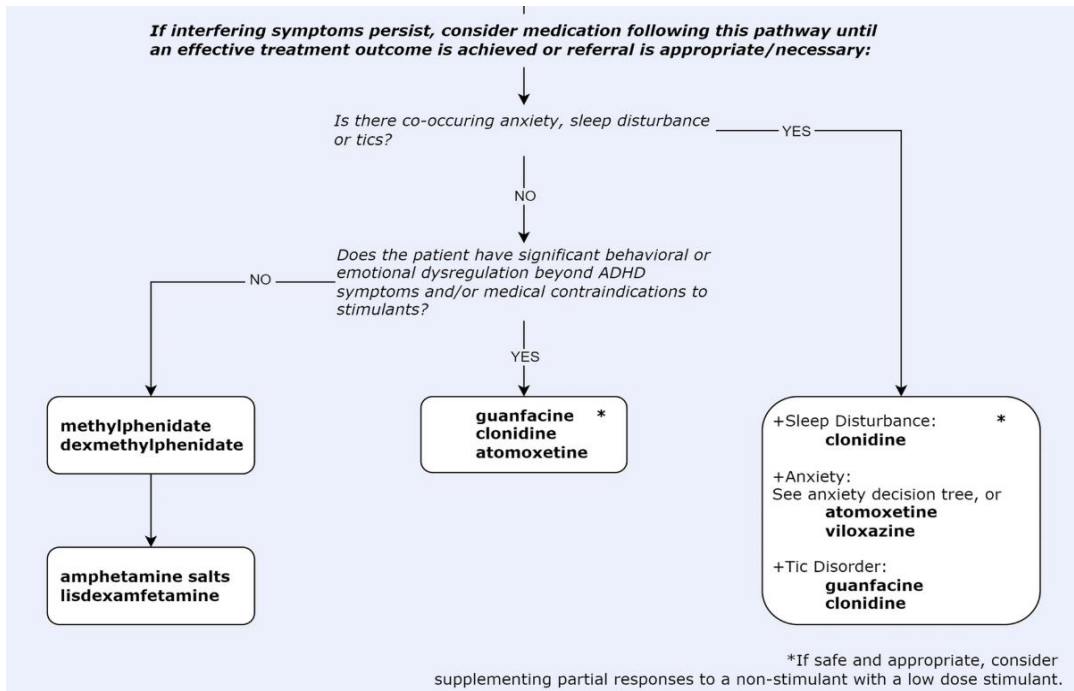 If interfering symptoms persist, consider medication following this pathway until
an effective treatment outcome is achieved or referral is appropriate/necessary:
Is there co-occuring anxiety, sleep disturbance
or tics?
YES
NO
Does the patient have significant behavioral or
emotional dysregulation beyond ADHD
symptoms and/or medical contraindications to
stimulants?
NO
YES
methylphenidate
dexmethylphenidate
guanfacine *
clonidine
atomoxetine
+Sleep Disturbance: *
clonidine
+Anxiety:
See anxiety decision tree, or
atomoxetine
viloxazine
+Tic Disorder:
guanfacine
clonidine
amphetamine salts
lisdexamfetamine
*If safe and appropriate, consider
supplementing partial responses to a non-stimulant with a low dose stimulant.